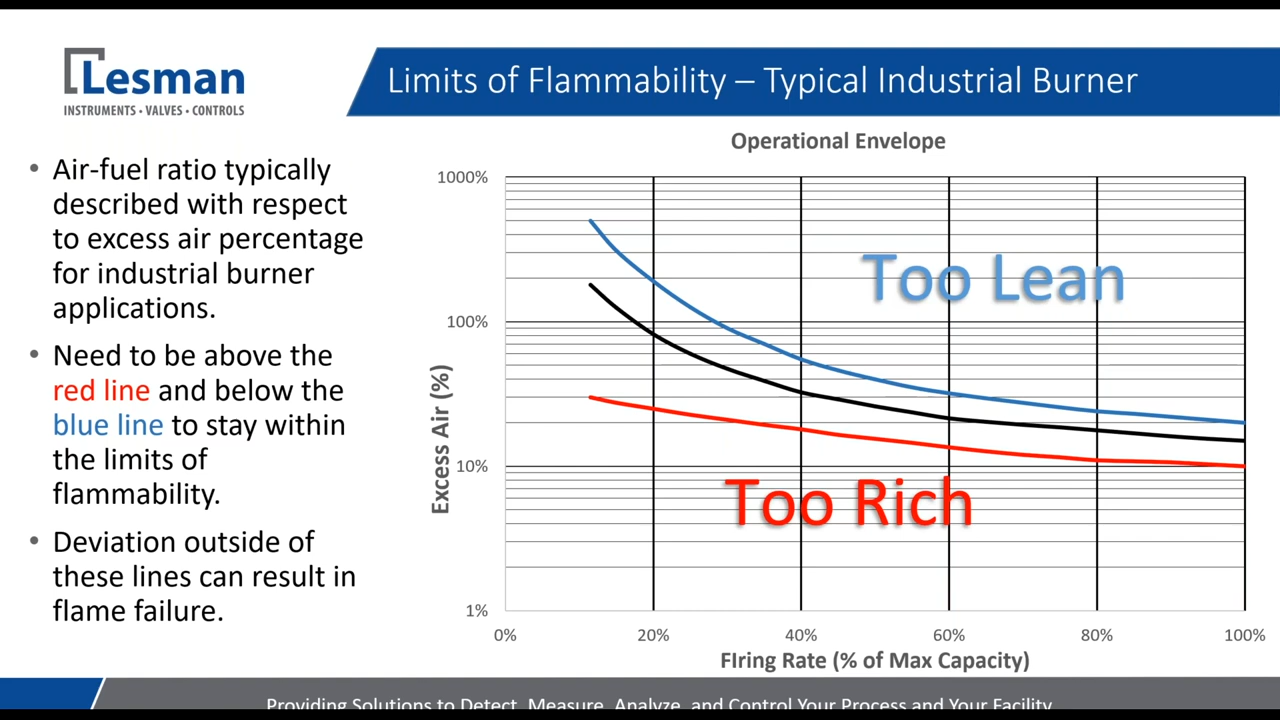 Lesman
INSTRUMENTS • VALVES • CONTROLS
Limits of Flammability – Typical Industrial Burner
• Air-fuel ratio typically
described with respect
to excess air percentage
for industrial burner
applications.
• Need to be above the
red line and below the
blue line to stay within
the limits of
flammability.
• Deviation outside of
these lines can result in
flame failure.
Operational Envelope
1000%
100%
10%
1%
Excess Air (%)
Too Lean
Too Rich
0% 20% 40% 60% 80% 100%
FIring Rate (% of Max Capacity)
Providing Solutions to Detect, Measure, Analyze, and Control Your Process and Your Facility